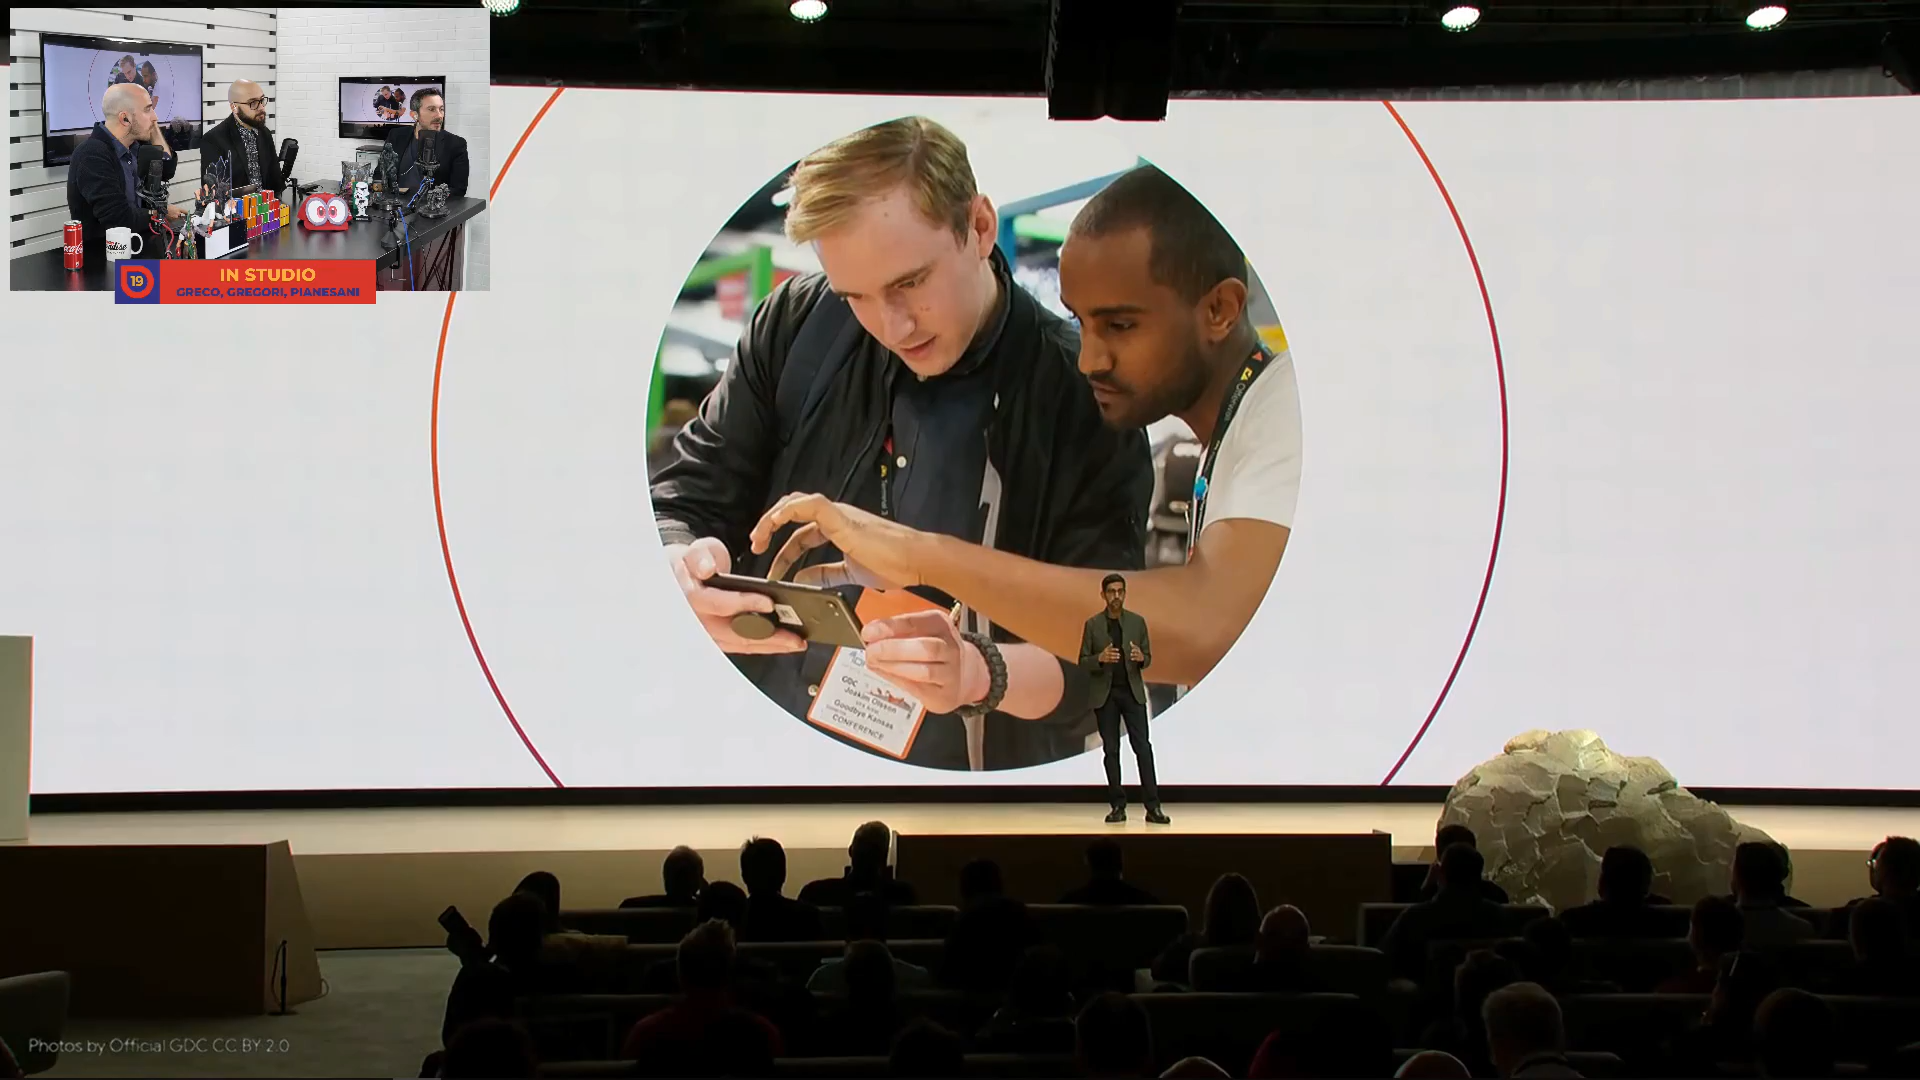 19
IN STUDIO
GRECO, GREGORI, PIANESANI
GDC
Joakim Olsson
Goodbye Kansas
CONFERENCE
Photos by Official GDC CC BY 2.0